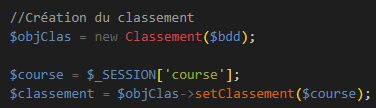 //Création du classement
$objClas = new Classement($bdd);
$course = $_SESSION['course'];
$classement = $objClas->setClassement($course);